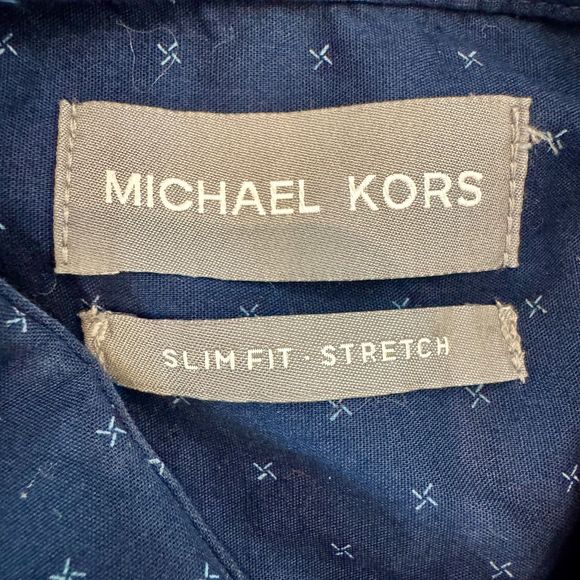 MICHAEL KORS
SLIM FIT · STRETCH